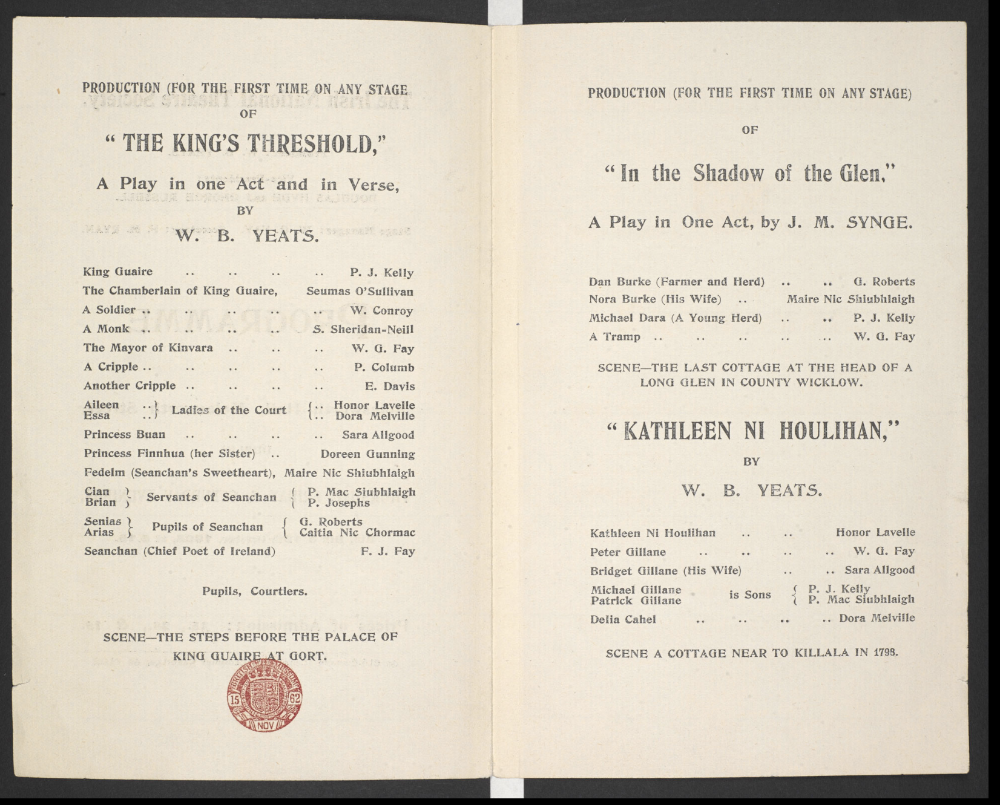 PRODUCTION (FOR THE FIRST TIME ON ANY STAGE
OF
“ THE KING’S THRESHOLD,”
A Play in one Act and in Verse,
BY
W. B. YEATS.
King Guaire .. .. .. .. P. J. Kelly
The Chamberlain of King Guaire, Seumas O’Sullivan
A Soldier .. .. .. .. .. W. Conroy
A Monk .. .. .. .. S. Sheridan-Neill
The Mayor of Kinvara .. .. .. W. G. Fay
A Cripple .. .. .. .. .. P. Columb
Another Cripple .. .. .. .. E. Davis
Aileen .. } Ladies of the Court { .. Honor Lavelle
Essa .. } { .. Dora Melville
Princess Buan .. .. .. .. Sara Allgood
Princess Finnhua (her Sister) .. Doreen Gunning
Fedelm (Seanchan’s Sweetheart), Maire Nic Shiubhlaigh
Cian } Servants of Seanchan { P. Mac Siubhlaigh
Brian } { P. Josephs
Senias } Pupils of Seanchan { G. Roberts
Arias } { Caitia Nic Chormac
Seanchan (Chief Poet of Ireland) F. J. Fay
Pupils, Courtiers.
SCENE—THE STEPS BEFORE THE PALACE OF
KING GUAIRE AT GORT.
BRITISH MUSEUM
15 62
NOV
PRODUCTION (FOR THE FIRST TIME ON ANY STAGE)
OF
“ In the Shadow of the Glen,”
A Play in One Act, by J. M. SYNGE.
Dan Burke (Farmer and Herd) .. .. G. Roberts
Nora Burke (His Wife) .. Maire Nic Shiubhlaigh
Michael Dara (A Young Herd) .. .. P. J. Kelly
A Tramp .. .. .. .. .. W. G. Fay
SCENE—THE LAST COTTAGE AT THE HEAD OF A
LONG GLEN IN COUNTY WICKLOW.
“ KATHLEEN NI HOULIHAN,”
BY
W. B. YEATS.
Kathleen Ni Houlihan .. .. Honor Lavelle
Peter Gillane .. .. .. .. W. G. Fay
Bridget Gillane (His Wife) .. .. Sara Allgood
Michael Gillane is Sons { P. J. Kelly
Patrick Gillane { P. Mac Siubhlaigh
Delia Cahel .. .. .. .. Dora Melville
SCENE A COTTAGE NEAR TO KILLALA IN 1798.